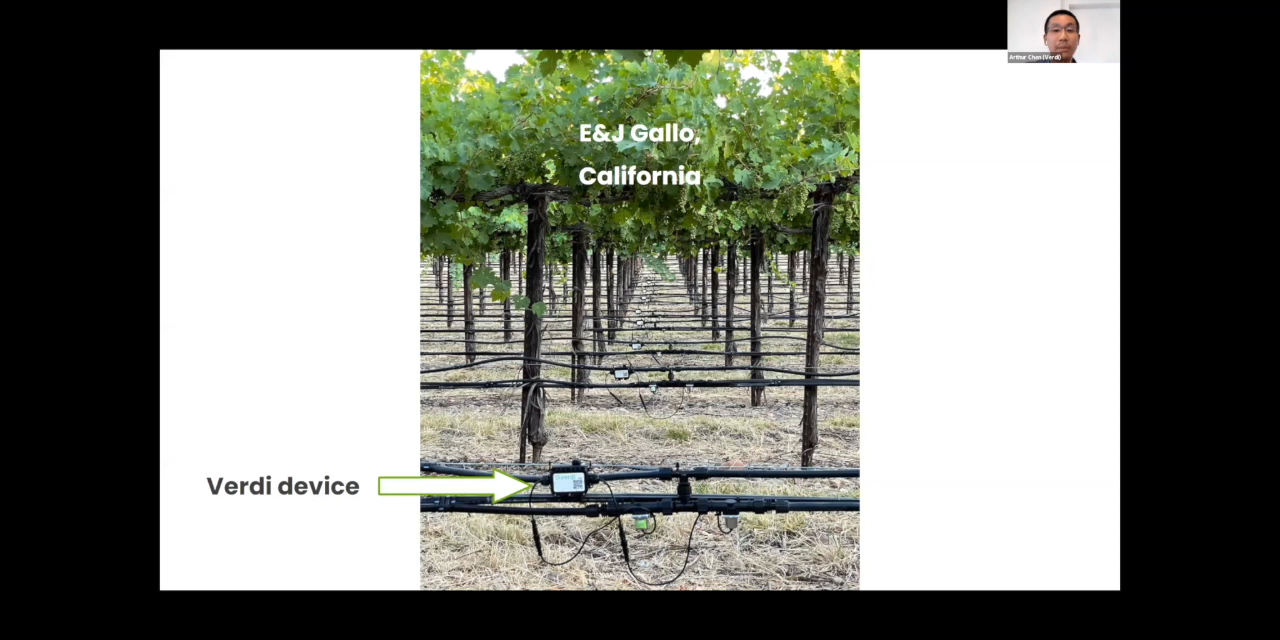 Arthur Chen (Verdi)
E&J Gallo,
California
Verdi device